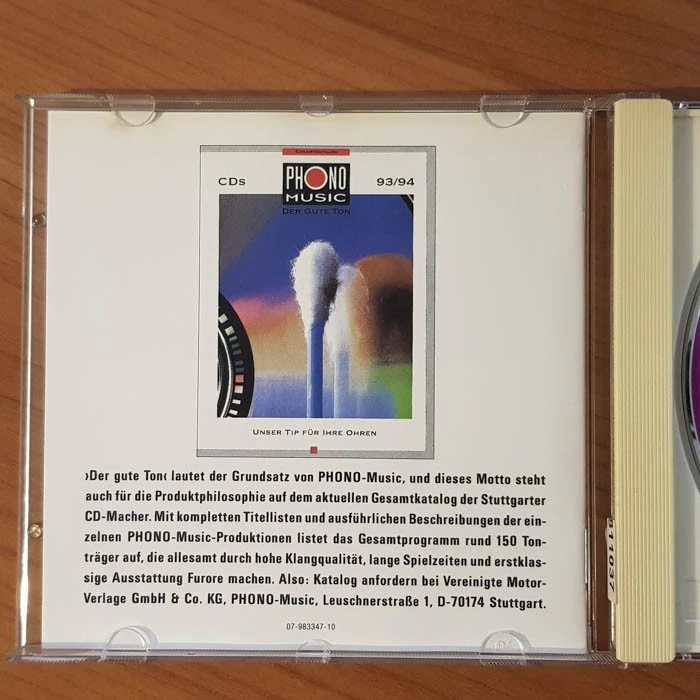 GESAMTKATALOG
CDs PHONO 93/94
MUSIC
DER GUTE TON
UNSER TIP FÜR IHRE OHREN
›Der gute Ton‹ lautet der Grundsatz von PHONO-Music, und dieses Motto steht
auch für die Produktphilosophie auf dem aktuellen Gesamtkatalog der Stuttgarter
CD-Macher. Mit kompletten Titellisten und ausführlichen Beschreibungen der ein-
zelnen PHONO-Music-Produktionen listet das Gesamtprogramm rund 150 Ton-
träger auf, die allesamt durch hohe Klangqualität, lange Spielzeiten und erstklas-
sige Ausstattung Furore machen. Also: Katalog anfordern bei Vereinigte Motor-
Verlage GmbH & Co. KG, PHONO-Music, Leuschnerstraße 1, D-70174 Stuttgart.
07-983347-10